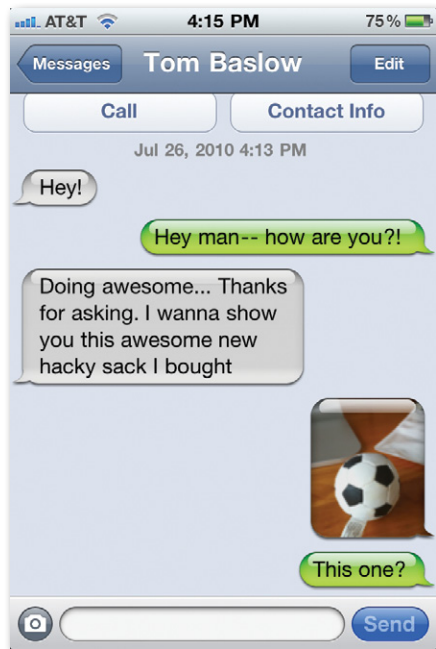 AT&T 4:15 PM 75%
Messages Tom Baslow Edit
Call Contact Info
Jul 26, 2010 4:13 PM
Hey!
Hey man-- how are you?!
Doing awesome... Thanks
for asking. I wanna show
you this awesome new
hacky sack I bought
This one?
Send